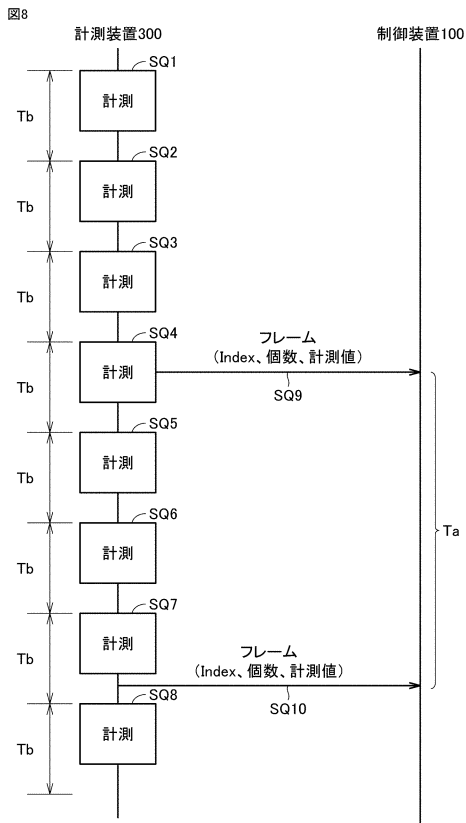 図8
計測装置300
制御装置100
SQ1
計測
Tb
SQ2
計測
Tb
SQ3
計測
Tb
SQ4
計測
Tb
フレーム
(Index、個数、計測値)
SQ9
SQ5
計測
Tb
SQ6
計測
Tb
Ta
SQ7
計測
Tb
フレーム
(Index、個数、計測値)
SQ10
SQ8
計測
Tb